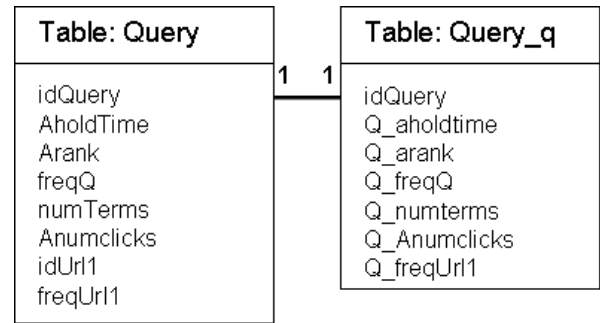 Table: Query
idQuery
AholdTime
Arank
freqQ
numTerms
Anumclicks
idUrl1
freqUrl1
1 1
Table: Query_q
idQuery
Q_aholdtime
Q_arank
Q_freqQ
Q_numterms
Q_Anumclicks
Q_freqUrl1